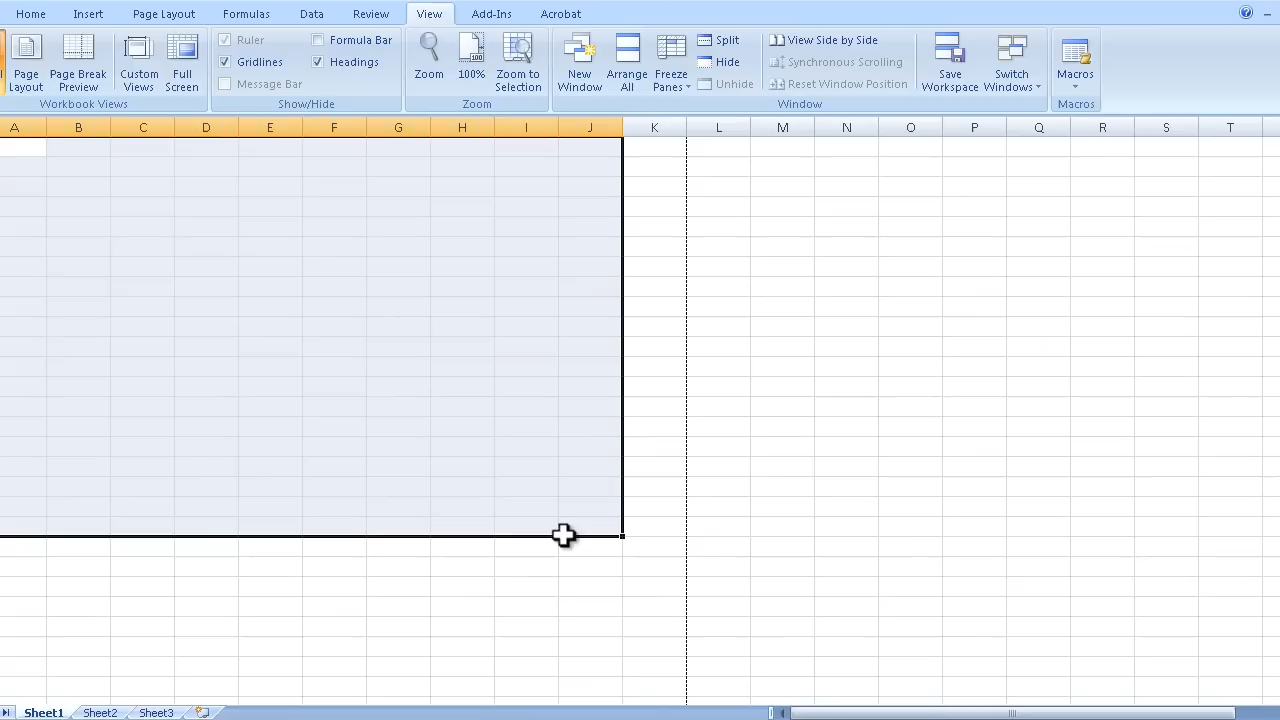 Home Insert Page Layout Formulas Data Review View Add-Ins Acrobat
Ruler Formula Bar Split View Side by Side
Gridlines Headings Hide Synchronous Scrolling
Page Layout Page Break Preview Custom Views Full Screen Message Bar Zoom 100% Zoom to Selection New Window Arrange All Freeze Panes Unhide Reset Window Position Save Workspace Switch Windows Macros
Workbook Views Show/Hide Zoom Window Macros
A B C D E F G H I J K L M N O P Q R S T
Sheet1 Sheet2 Sheet3